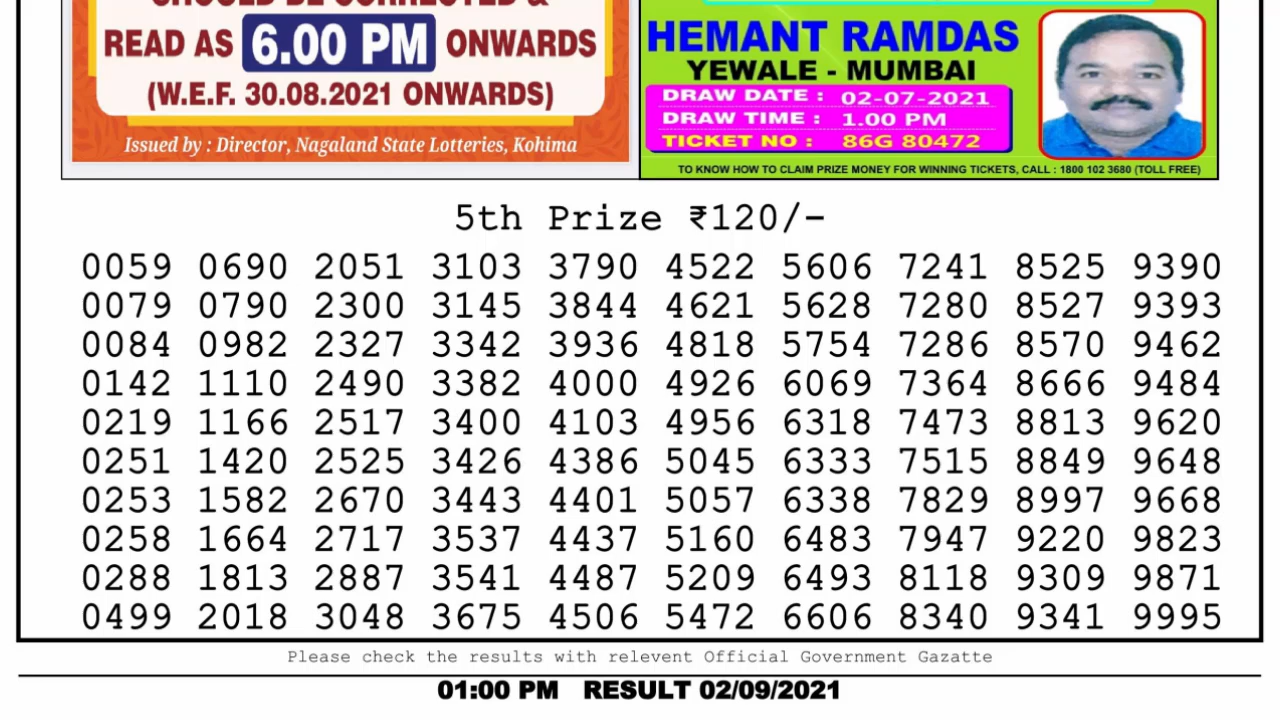 SHOULD BE CORRECTED &
READ AS 6.00 PM ONWARDS
(W.E.F. 30.08.2021 ONWARDS)
Issued by : Director, Nagaland State Lotteries, Kohima
HEMANT RAMDAS
YEWALE - MUMBAI
DRAW DATE : 02-07-2021
DRAW TIME : 1.00 PM
TICKET NO : 86G 80472
TO KNOW HOW TO CLAIM PRIZE MONEY FOR WINNING TICKETS, CALL : 1800 102 3680 (TOLL FREE)
5th Prize ₹120/-
0059 0690 2051 3103 3790 4522 5606 7241 8525 9390
0079 0790 2300 3145 3844 4621 5628 7280 8527 9393
0084 0982 2327 3342 3936 4818 5754 7286 8570 9462
0142 1110 2490 3382 4000 4926 6069 7364 8666 9484
0219 1166 2517 3400 4103 4956 6318 7473 8813 9620
0251 1420 2525 3426 4386 5045 6333 7515 8849 9648
0253 1582 2670 3443 4401 5057 6338 7829 8997 9668
0258 1664 2717 3537 4437 5160 6483 7947 9220 9823
0288 1813 2887 3541 4487 5209 6493 8118 9309 9871
0499 2018 3048 3675 4506 5472 6606 8340 9341 9995
Please check the results with relevent Official Government Gazatte
01:00 PM RESULT 02/09/2021